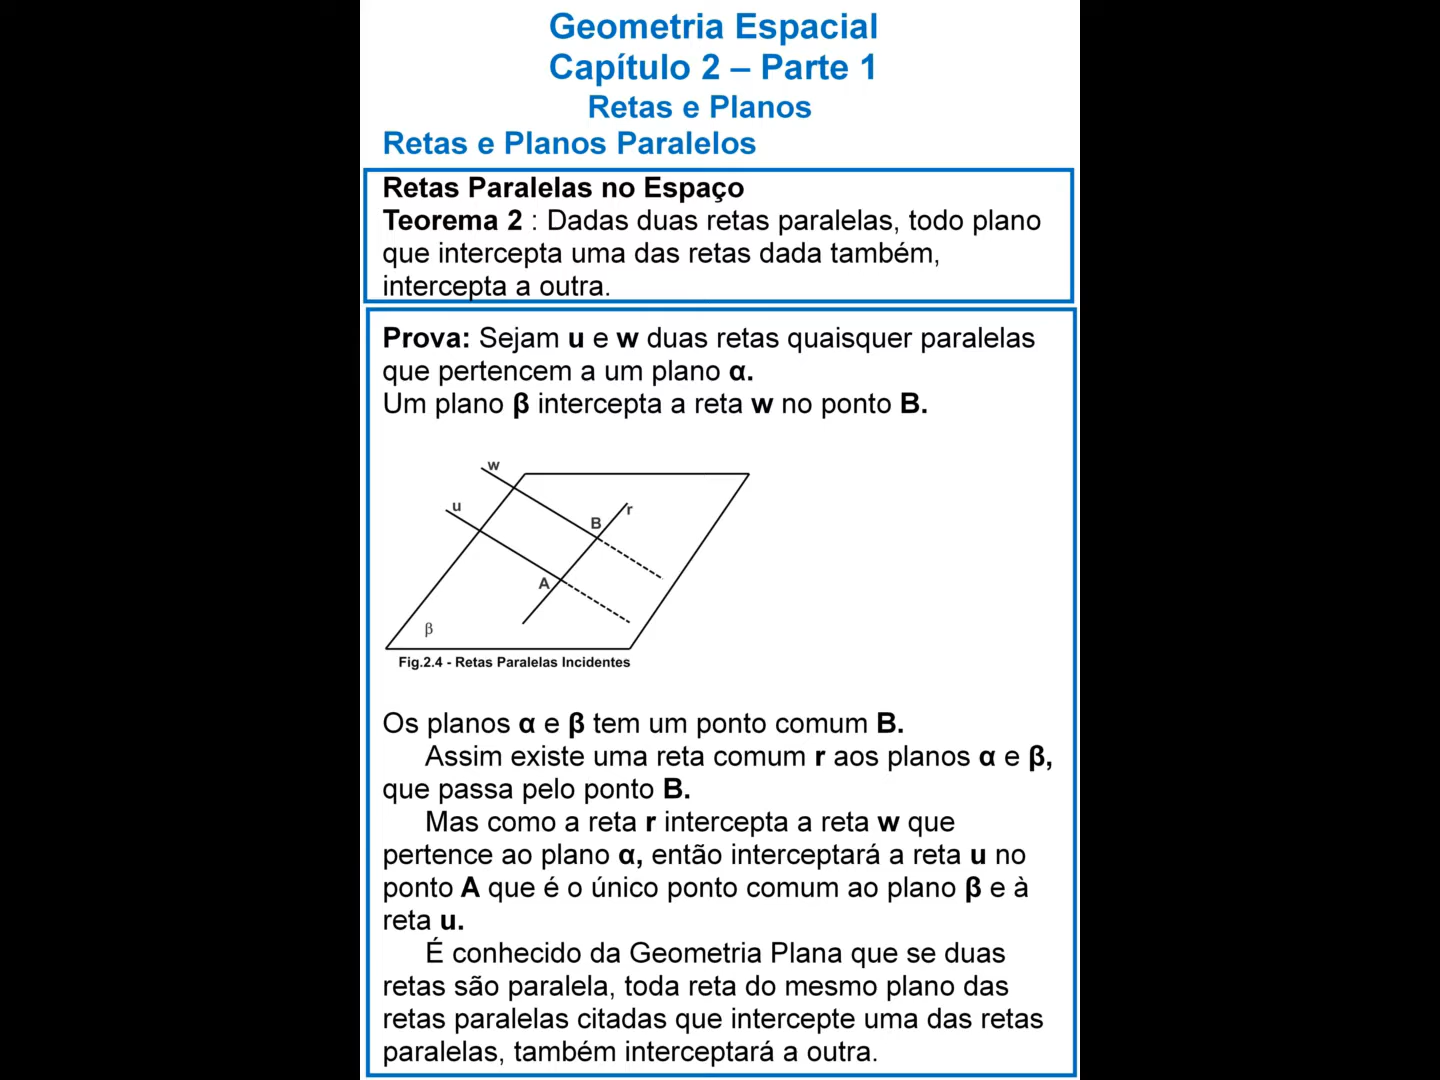 Geometria Espacial
Capítulo 2 – Parte 1
Retas e Planos
Retas e Planos Paralelos
Retas Paralelas no Espaço
Teorema 2 : Dadas duas retas paralelas, todo plano
que intercepta uma das retas dada também,
intercepta a outra.
Prova: Sejam u e w duas retas quaisquer paralelas
que pertencem a um plano α.
Um plano β intercepta a reta w no ponto B.
w
u
B
r
A
β
Fig.2.4 - Retas Paralelas Incidentes
Os planos α e β tem um ponto comum B.
Assim existe uma reta comum r aos planos α e β,
que passa pelo ponto B.
Mas como a reta r intercepta a reta w que
pertence ao plano α, então interceptará a reta u no
ponto A que é o único ponto comum ao plano β e à
reta u.
É conhecido da Geometria Plana que se duas
retas são paralela, toda reta do mesmo plano das
retas paralelas citadas que intercepte uma das retas
paralelas, também interceptará a outra.